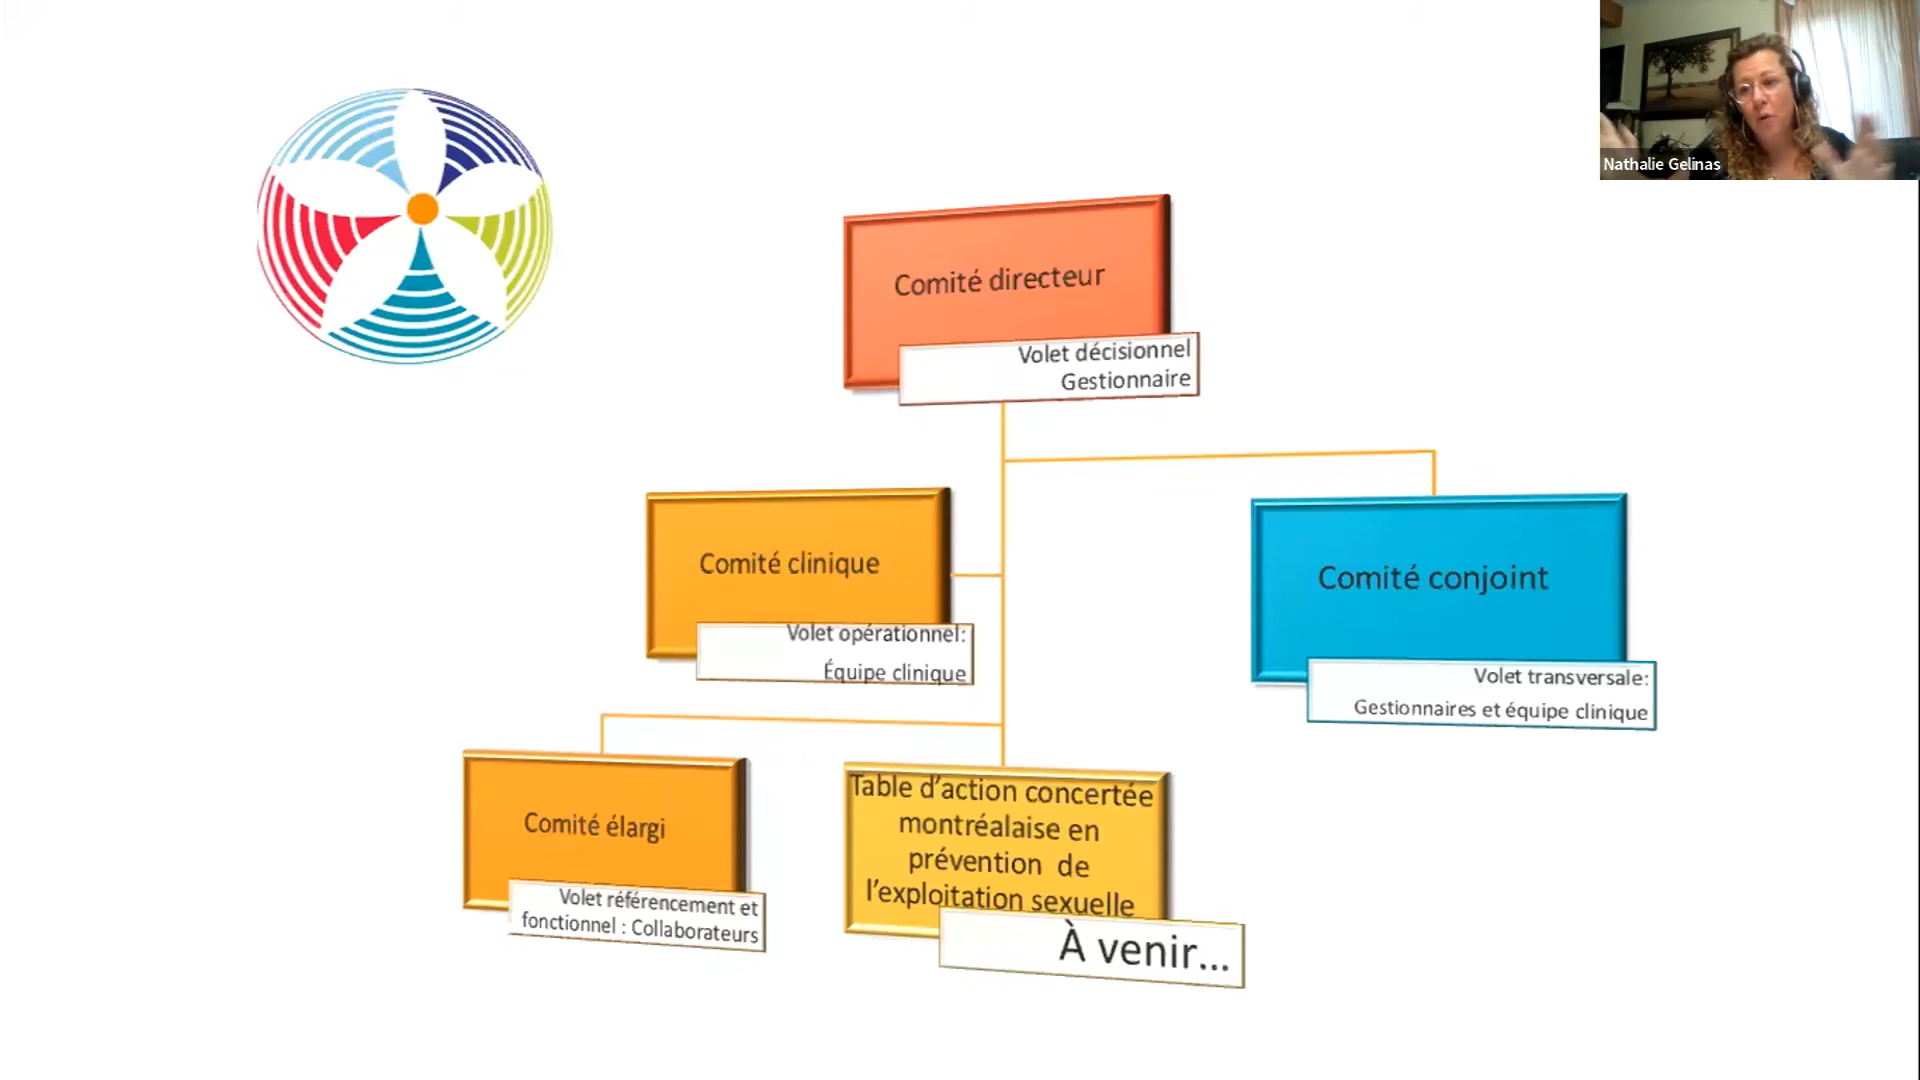 Nathalie Gelinas
Comité directeur
Volet décisionnel
Gestionnaire
Comité clinique
Volet opérationnel:
Équipe clinique
Comité conjoint
Volet transversale:
Gestionnaires et équipe clinique
Comité élargi
Volet référencement et
fonctionnel : Collaborateurs
Table d’action concertée
montréalaise en
prévention de
l’exploitation sexuelle
À venir...